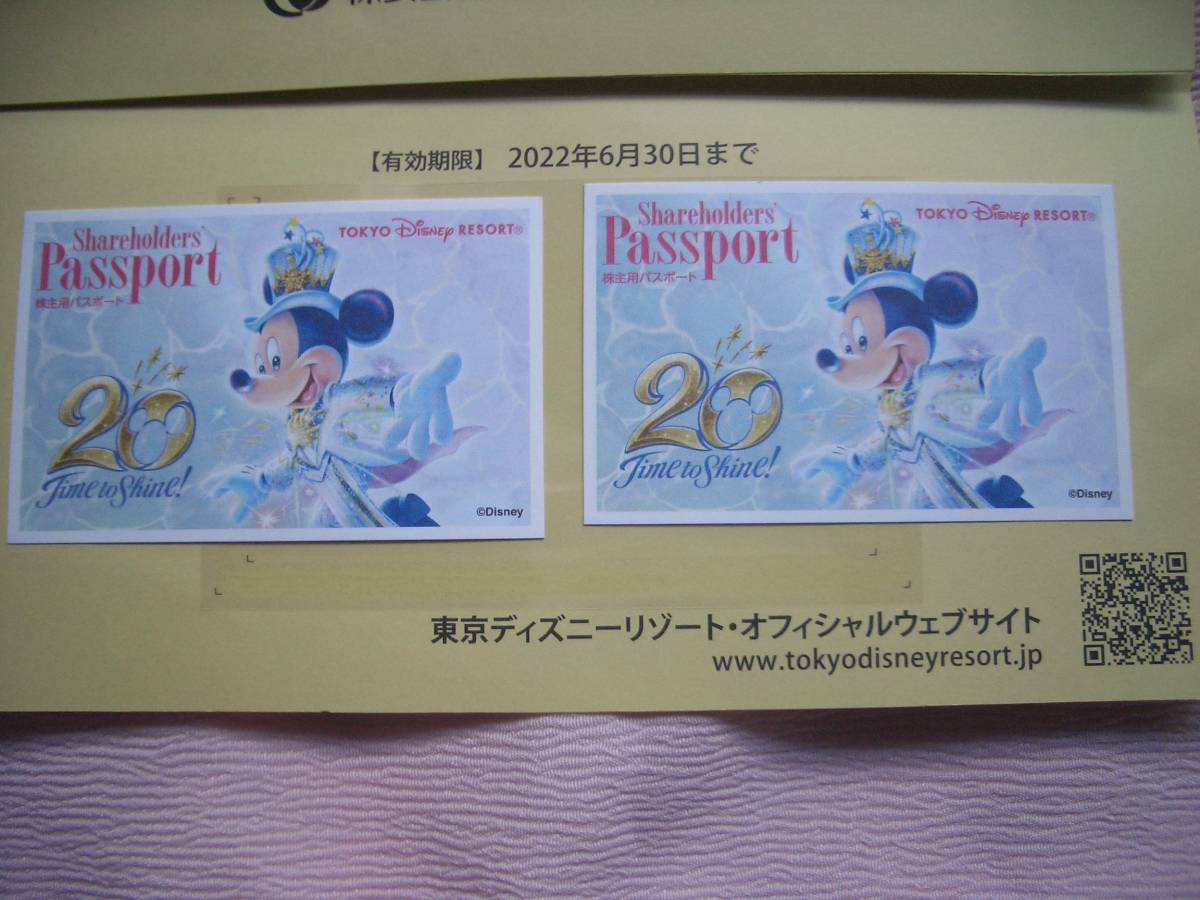 【有効期限】 2022年6月30日まで
Shareholders'
Passport
株主用パスポート
TOKYO Disney RESORT®
20
Time to Shine!
©Disney
Shareholders'
Passport
株主用パスポート
TOKYO Disney RESORT®
20
Time to Shine!
©Disney
東京ディズニーリゾート・オフィシャルウェブサイト
www.tokyodisneyresort.jp